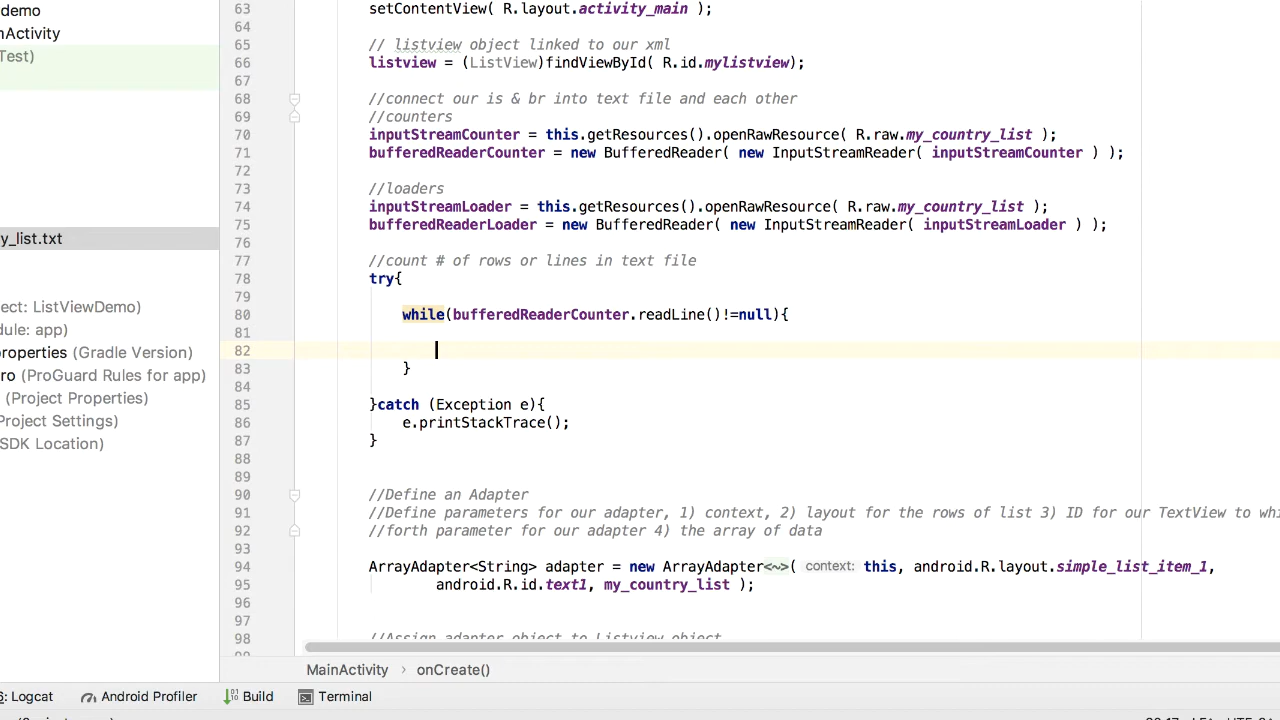 demo
nActivity
Test)
y_list.txt
ect: ListViewDemo)
dule: app)
properties (Gradle Version)
ro (ProGuard Rules for app)
(Project Properties)
Project Settings)
SDK Location)
63 setContentView( R.layout.activity_main );
64
65 // listview object linked to our xml
66 listview = (ListView)findViewById( R.id.mylistview);
67
68 //connect our is & br into text file and each other
69 //counters
70 inputStreamCounter = this.getResources().openRawResource( R.raw.my_country_list );
71 bufferedReaderCounter = new BufferedReader( new InputStreamReader( inputStreamCounter ) );
72
73 //loaders
74 inputStreamLoader = this.getResources().openRawResource( R.raw.my_country_list );
75 bufferedReaderLoader = new BufferedReader( new InputStreamReader( inputStreamLoader ) );
76
77 //count # of rows or lines in text file
78 try{
79
80 while(bufferedReaderCounter.readLine()!=null){
81
82
83 }
84
85 }catch (Exception e){
86 e.printStackTrace();
87 }
88
89
90 //Define an Adapter
91 //Define parameters for our adapter, 1) context, 2) layout for the rows of list 3) ID for our TextView to whi
92 //forth parameter for our adapter 4) the array of data
93
94 ArrayAdapter<String> adapter = new ArrayAdapter<~>( context: this, android.R.layout.simple_list_item_1,
95 android.R.id.text1, my_country_list );
96
97
98 //Assign adapter object to Listview object
MainActivity > onCreate()
6: Logcat Android Profiler Build Terminal